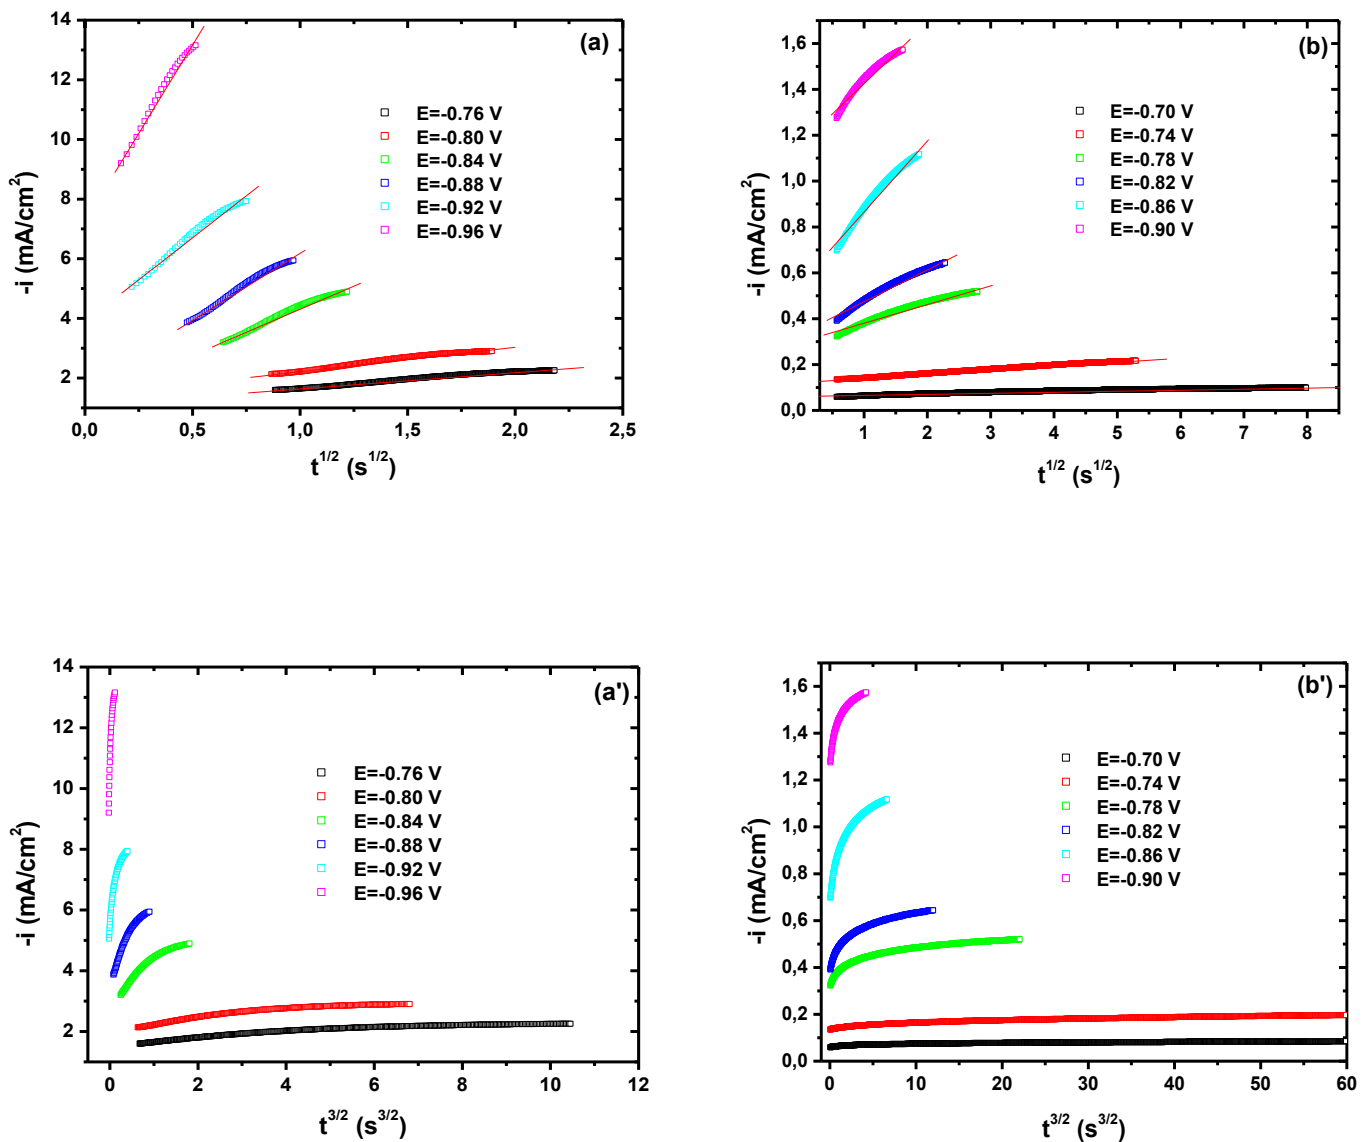 (a)
14
12
10
8
6
4
2
-i (mA/cm²)
E=-0.76 V
E=-0.80 V
E=-0.84 V
E=-0.88 V
E=-0.92 V
E=-0.96 V
0,0 0,5 1,0 1,5 2,0 2,5
t^1/2 (s^1/2)
(b)
1,6
1,4
1,2
1,0
0,8
0,6
0,4
0,2
0,0
-i (mA/cm²)
E=-0.70 V
E=-0.74 V
E=-0.78 V
E=-0.82 V
E=-0.86 V
E=-0.90 V
1 2 3 4 5 6 7 8
t^1/2 (s^1/2)
(a')
14
12
10
8
6
4
2
-i (mA/cm²)
E=-0.76 V
E=-0.80 V
E=-0.84 V
E=-0.88 V
E=-0.92 V
E=-0.96 V
0 2 4 6 8 10 12
t^3/2 (s^3/2)
(b')
1,6
1,4
1,2
1,0
0,8
0,6
0,4
0,2
0,0
-i (mA/cm²)
E=-0.70 V
E=-0.74 V
E=-0.78 V
E=-0.82 V
E=-0.86 V
E=-0.90 V
0 10 20 30 40 50 60
t^3/2 (s^3/2)